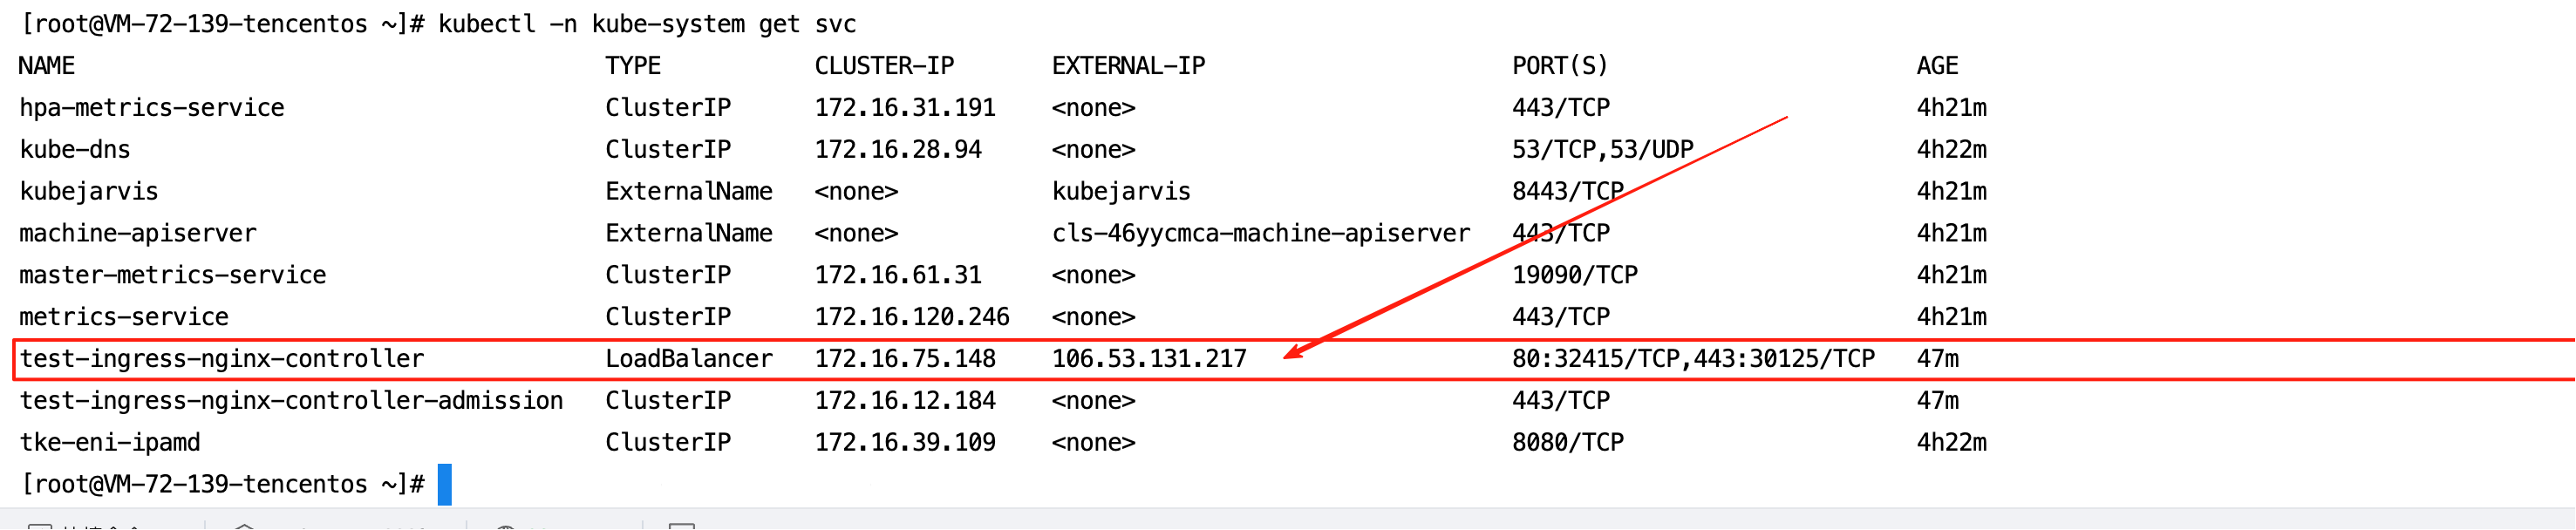 [root@VM-72-139-tencentos ~]# kubectl -n kube-system get svc
NAME TYPE CLUSTER-IP EXTERNAL-IP PORT(S) AGE
hpa-metrics-service ClusterIP 172.16.31.191 <none> 443/TCP 4h21m
kube-dns ClusterIP 172.16.28.94 <none> 53/TCP,53/UDP 4h22m
kubejarvis ExternalName <none> kubejarvis 8443/TCP 4h21m
machine-apiserver ExternalName <none> cls-46yycmca-machine-apiserver 443/TCP 4h21m
master-metrics-service ClusterIP 172.16.61.31 <none> 19090/TCP 4h21m
metrics-service ClusterIP 172.16.120.246 <none> 443/TCP 4h21m
test-ingress-nginx-controller LoadBalancer 172.16.75.148 106.53.131.217 80:32415/TCP,443:30125/TCP 47m
test-ingress-nginx-controller-admission ClusterIP 172.16.12.184 <none> 443/TCP 47m
tke-eni-ipamd ClusterIP 172.16.39.109 <none> 8080/TCP 4h22m
[root@VM-72-139-tencentos ~]#